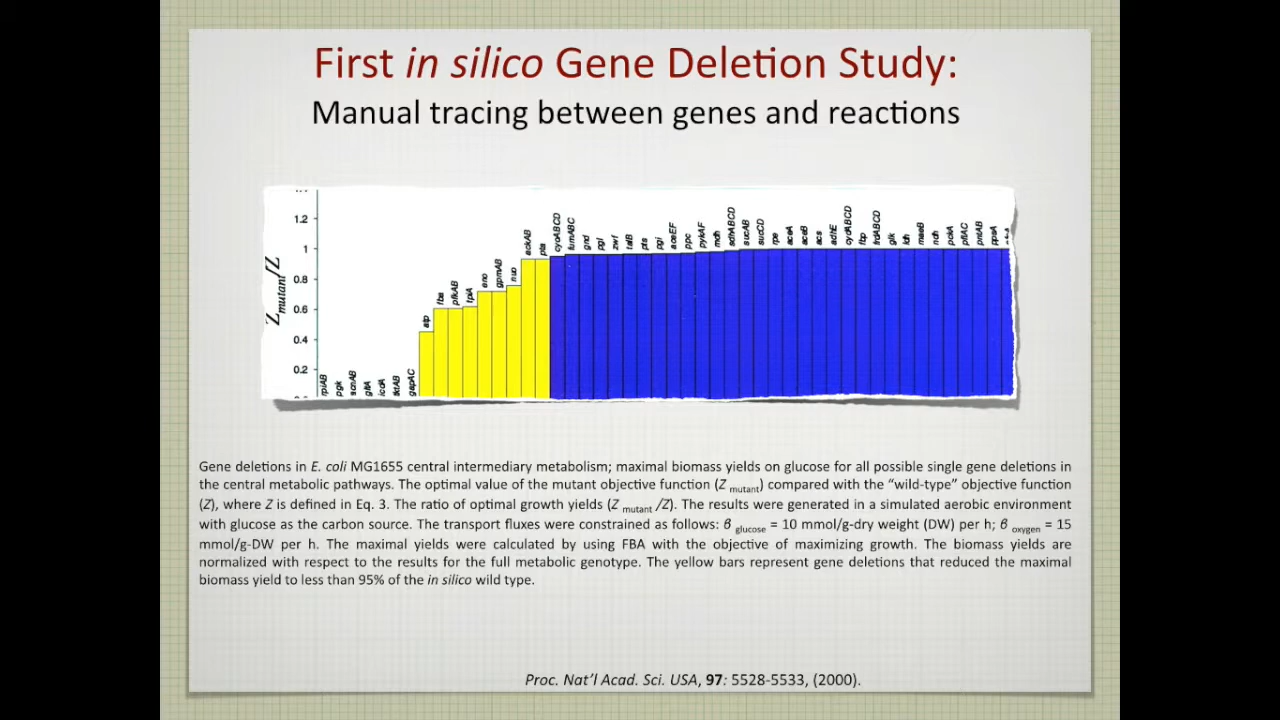 First in silico Gene Deletion Study:
Manual tracing between genes and reactions
Zmutant/Z
1.2
1
0.8
0.6
0.4
0.2
rpiAB
pgk
acnAB
gltA
icdA
tktAB
gapAC
atp
fba
pfkAB
tpiA
eno
gpmAB
nuo
ackAB
pta
cyoABCD
fumABC
gnd
pgl
zwf
talB
pts
pgi
aceEF
ppc
pykAF
mdh
sdhABCD
sucAB
sucCD
rpe
aceA
aceB
acs
adhE
cydABCD
fbp
frdABCD
glk
ldh
maeB
ndh
pckA
pflAC
pntAB
ppsA
Gene deletions in E. coli MG1655 central intermediary metabolism; maximal biomass yields on glucose for all possible single gene deletions in
the central metabolic pathways. The optimal value of the mutant objective function (Z mutant) compared with the “wild-type” objective function
(Z), where Z is defined in Eq. 3. The ratio of optimal growth yields (Z mutant /Z). The results were generated in a simulated aerobic environment
with glucose as the carbon source. The transport fluxes were constrained as follows: β glucose = 10 mmol/g-dry weight (DW) per h; β oxygen = 15
mmol/g-DW per h. The maximal yields were calculated by using FBA with the objective of maximizing growth. The biomass yields are
normalized with respect to the results for the full metabolic genotype. The yellow bars represent gene deletions that reduced the maximal
biomass yield to less than 95% of the in silico wild type.
Proc. Nat’l Acad. Sci. USA, 97: 5528-5533, (2000).